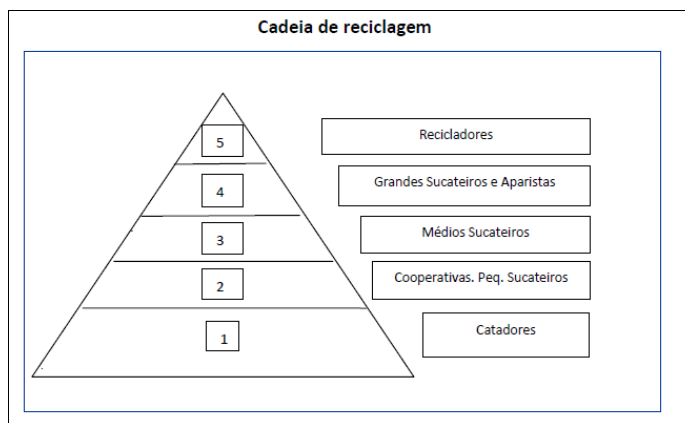 Cadeia de reciclagem
5
Recicladores
4
Grandes Sucateiros e Aparistas
3
Médios Sucateiros
2
Cooperativas. Peq. Sucateiros
1
Catadores